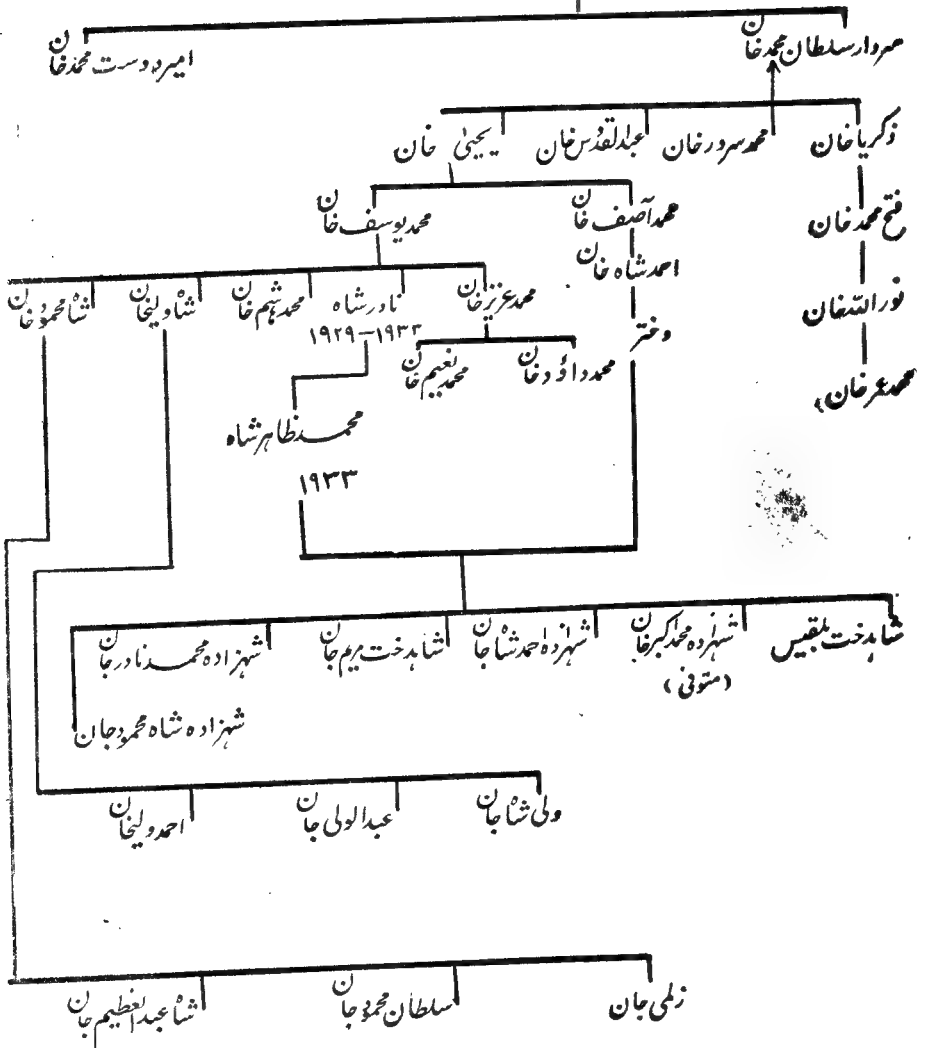 سردار سلطان محمد خان
امیر دوست محمد خان
ذکریا خان
محمد سرور خان
عبدالقدوس خان
یحییٰ خان
محمد آصف خان
محمد یوسف خان
فتح محمد خان
احمد شاه خان
محمد عزیز خان
نادر شاه
۱۹۲۹–۱۹۳۳
محمد هاشم خان
شاه ولیخان
شاه محمود خان
نور الله خان
دختر
محمد داؤد خان
محمد نعیم خان
محمد عمر خان
محمد ظاهر شاه
۱۹۳۳
شاهدخت بلقیس
شهزاده محمد اکبر خان
(متوفی)
شهزاده احمد شاه جان
شاهدخت مریم جان
شهزاده محمد نادر جان
شهزاده شاه محمود جان
ولی شاه جان
عبدالولی جان
احمد ولیخان
زلمی جان
سلطان محمود جان
شاه عبدالعظیم جان